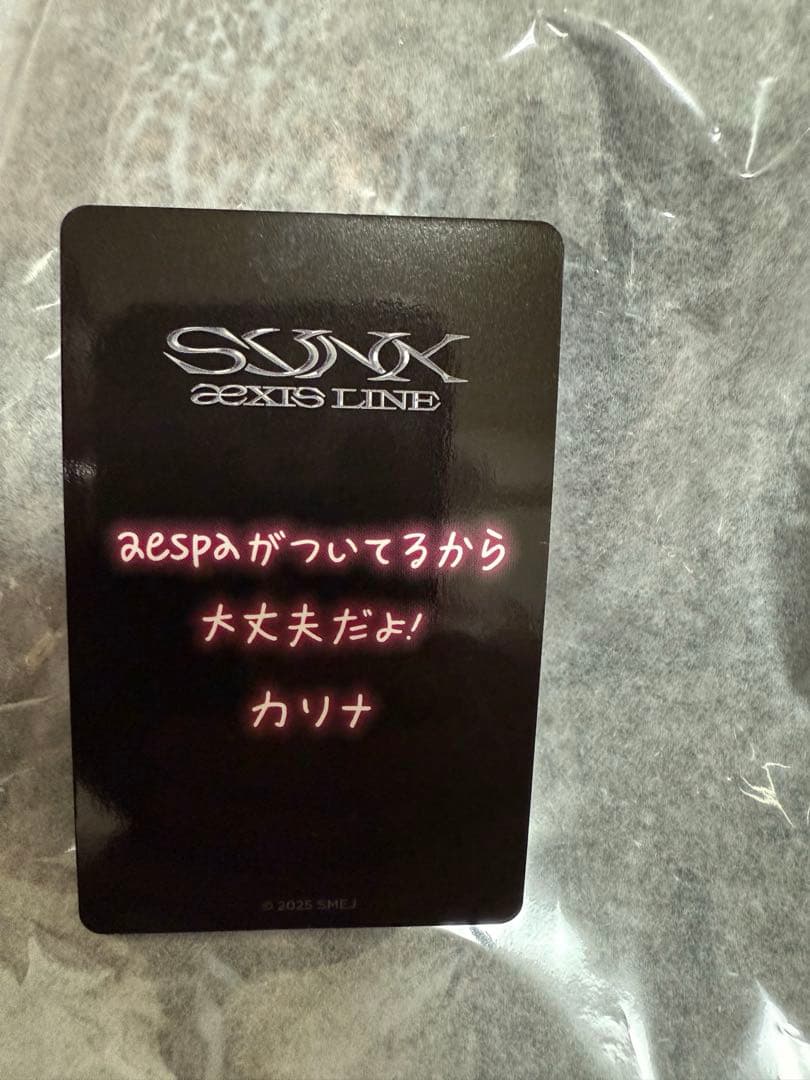 SYNK
æXIS LINE
aespaがついてるから
大丈夫だよ!
カリナ
© 2025 SMEJ